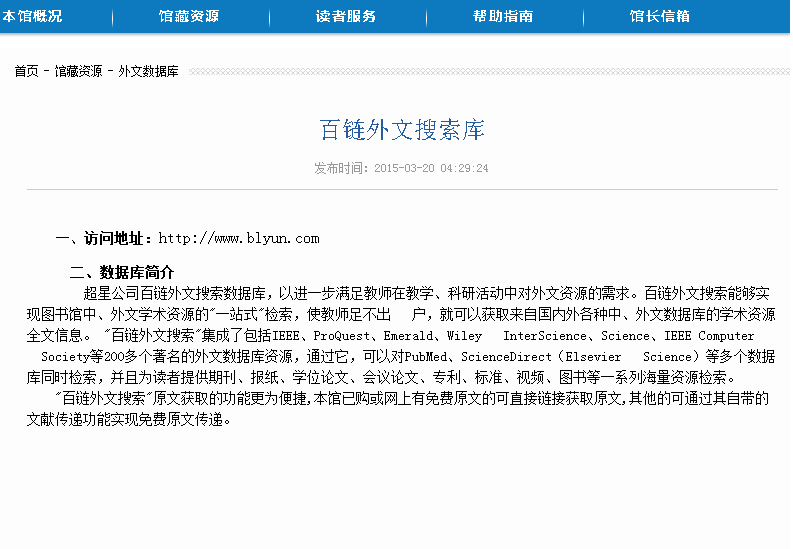 本馆概况 馆藏资源 读者服务 帮助指南 馆长信箱
首页 - 馆藏资源 - 外文数据库
百链外文搜索库
发布时间: 2015-03-20 04:29:24
一、访问地址：http://www.blyun.com
二、数据库简介
超星公司百链外文搜索数据库，以进一步满足教师在教学、科研活动中对外文资源的需求。百链外文搜索能够实
现图书馆中、外文学术资源的"一站式"检索，使教师足不出 户，就可以获取来自国内外各种中、外文数据库的学术资源
全文信息。 "百链外文搜索"集成了包括IEEE、ProQuest、Emerald、Wiley InterScience、Science、IEEE Computer
Society等200多个著名的外文数据库资源，通过它，可以对PubMed、ScienceDirect（Elsevier Science）等多个数据
库同时检索，并且为读者提供期刊、报纸、学位论文、会议论文、专利、标准、视频、图书等一系列海量资源检索。
"百链外文搜索"原文获取的功能更为便捷,本馆已购或网上有免费原文的可直接链接获取原文,其他的可通过其自带的
文献传递功能实现免费原文传递。